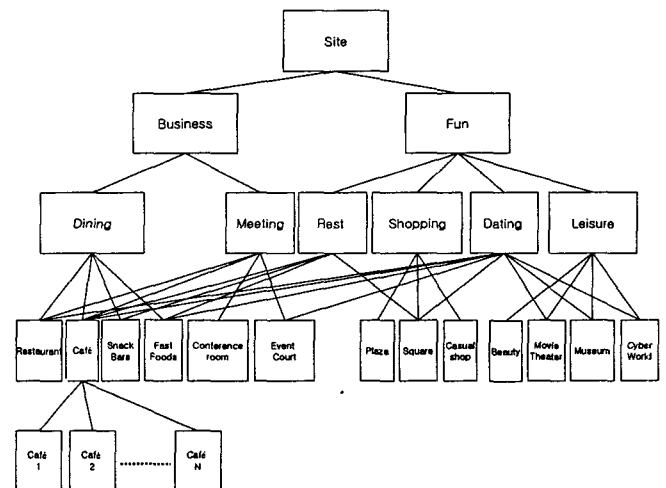 Site
Business
Fun
Dining
Meeting
Rest
Shopping
Dating
Leisure
Restaurant
Café
Snack
Bars
Fast
Foods
Conference
room
Event
Court
Plaza
Square
Casual
shop
Beauty
Movie
Theater
Museum
Cyber
World
Café
1
Café
2
Café
N